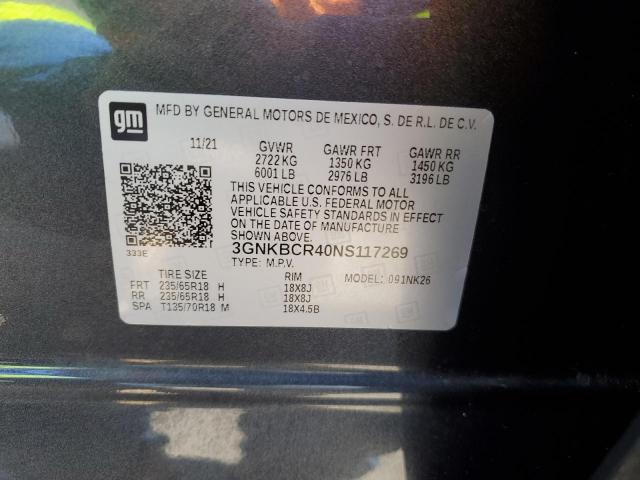 gm
MFD BY GENERAL MOTORS DE MEXICO, S. DE R.L. DE C.V.
11/21 GVWR GAWR FRT GAWR RR
2722 KG 1350 KG 1450 KG
6001 LB 2976 LB 3196 LB
THIS VEHICLE CONFORMS TO ALL
APPLICABLE U.S. FEDERAL MOTOR
VEHICLE SAFETY STANDARDS IN EFFECT
ON THE DATE OF MANUFACTURE
SHOWN ABOVE.
333E
3GNKBCR40NS117269
TYPE: M.P.V.
TIRE SIZE RIM MODEL: 091NK26
FRT 235/65R18 H 18X8J
RR 235/65R18 H 18X8J
SPA T135/70R18 M 18X4.5B